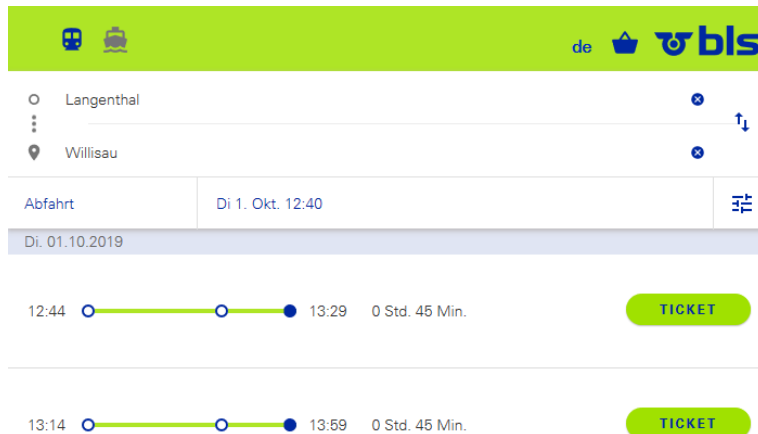 de bls
Langenthal
Willisau
Abfahrt Di 1. Okt. 12:40
Di. 01.10.2019
12:44 13:29 0 Std. 45 Min. TICKET
13:14 13:59 0 Std. 45 Min. TICKET